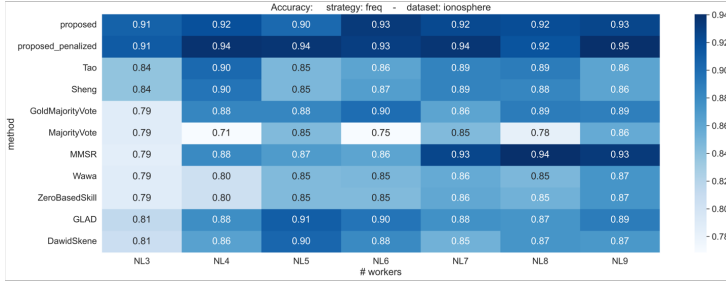 Accuracy: strategy: freq - dataset: ionosphere
proposed 0.91 0.92 0.90 0.93 0.92 0.92 0.93
proposed_penalized 0.91 0.94 0.94 0.93 0.94 0.92 0.95
Tao 0.84 0.90 0.85 0.86 0.89 0.89 0.86
Sheng 0.84 0.90 0.85 0.87 0.89 0.88 0.86
GoldMajorityVote 0.79 0.88 0.88 0.90 0.86 0.89 0.89
MajorityVote 0.79 0.71 0.85 0.75 0.85 0.78 0.86
MMSR 0.79 0.88 0.87 0.86 0.93 0.94 0.93
Wawa 0.79 0.80 0.85 0.85 0.86 0.85 0.87
ZeroBasedSkill 0.79 0.80 0.85 0.85 0.86 0.85 0.87
GLAD 0.81 0.88 0.91 0.90 0.88 0.87 0.89
DawidSkene 0.81 0.86 0.90 0.88 0.85 0.87 0.87
NL3 NL4 NL5 NL6 NL7 NL8 NL9
# workers
method
0.94
0.92
0.90
0.88
0.86
0.84
0.82
0.80
0.78